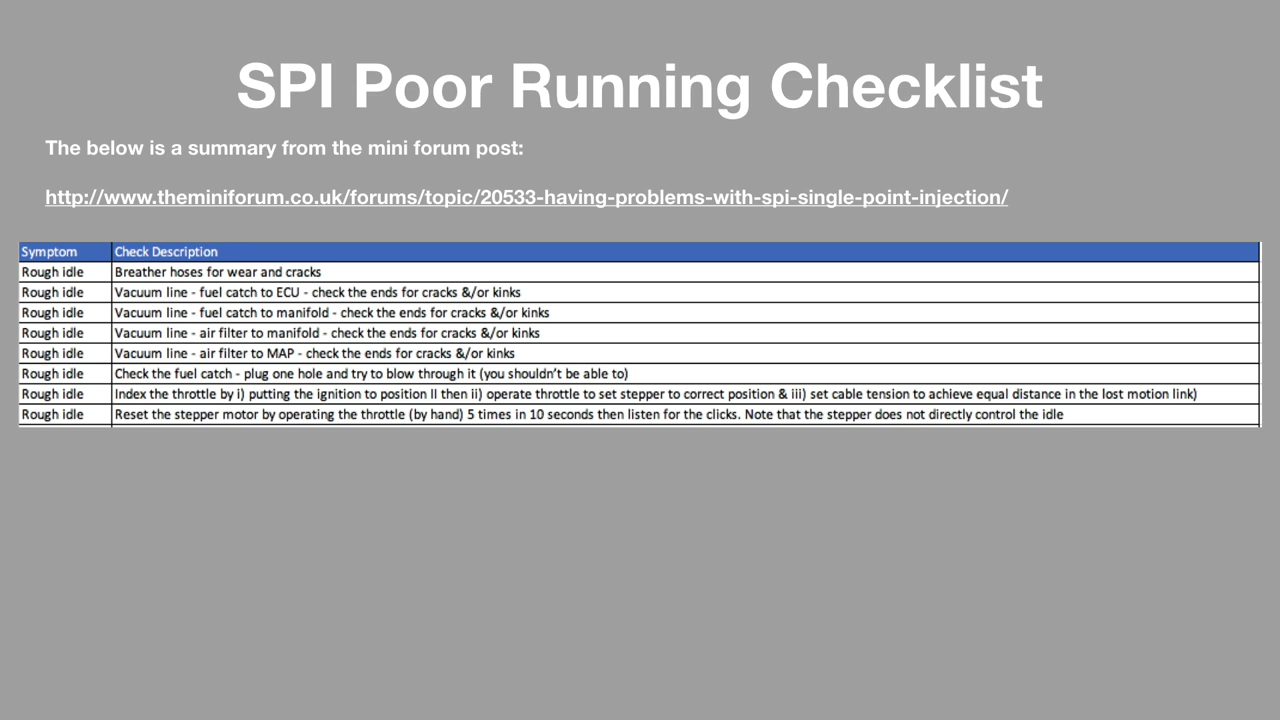 SPI Poor Running Checklist
The below is a summary from the mini forum post:
http://www.theminiforum.co.uk/forums/topic/20533-having-problems-with-spi-single-point-injection/
Symptom Check Description
Rough idle Breather hoses for wear and cracks
Rough idle Vacuum line - fuel catch to ECU - check the ends for cracks &/or kinks
Rough idle Vacuum line - fuel catch to manifold - check the ends for cracks &/or kinks
Rough idle Vacuum line - air filter to manifold - check the ends for cracks &/or kinks
Rough idle Vacuum line - air filter to MAP - check the ends for cracks &/or kinks
Rough idle Check the fuel catch - plug one hole and try to blow through it (you shouldn't be able to)
Rough idle Index the throttle by i) putting the ignition to position II then ii) operate throttle to set stepper to correct position & iii) set cable tension to achieve equal distance in the lost motion link)
Rough idle Reset the stepper motor by operating the throttle (by hand) 5 times in 10 seconds then listen for the clicks. Note that the stepper does not directly control the idle